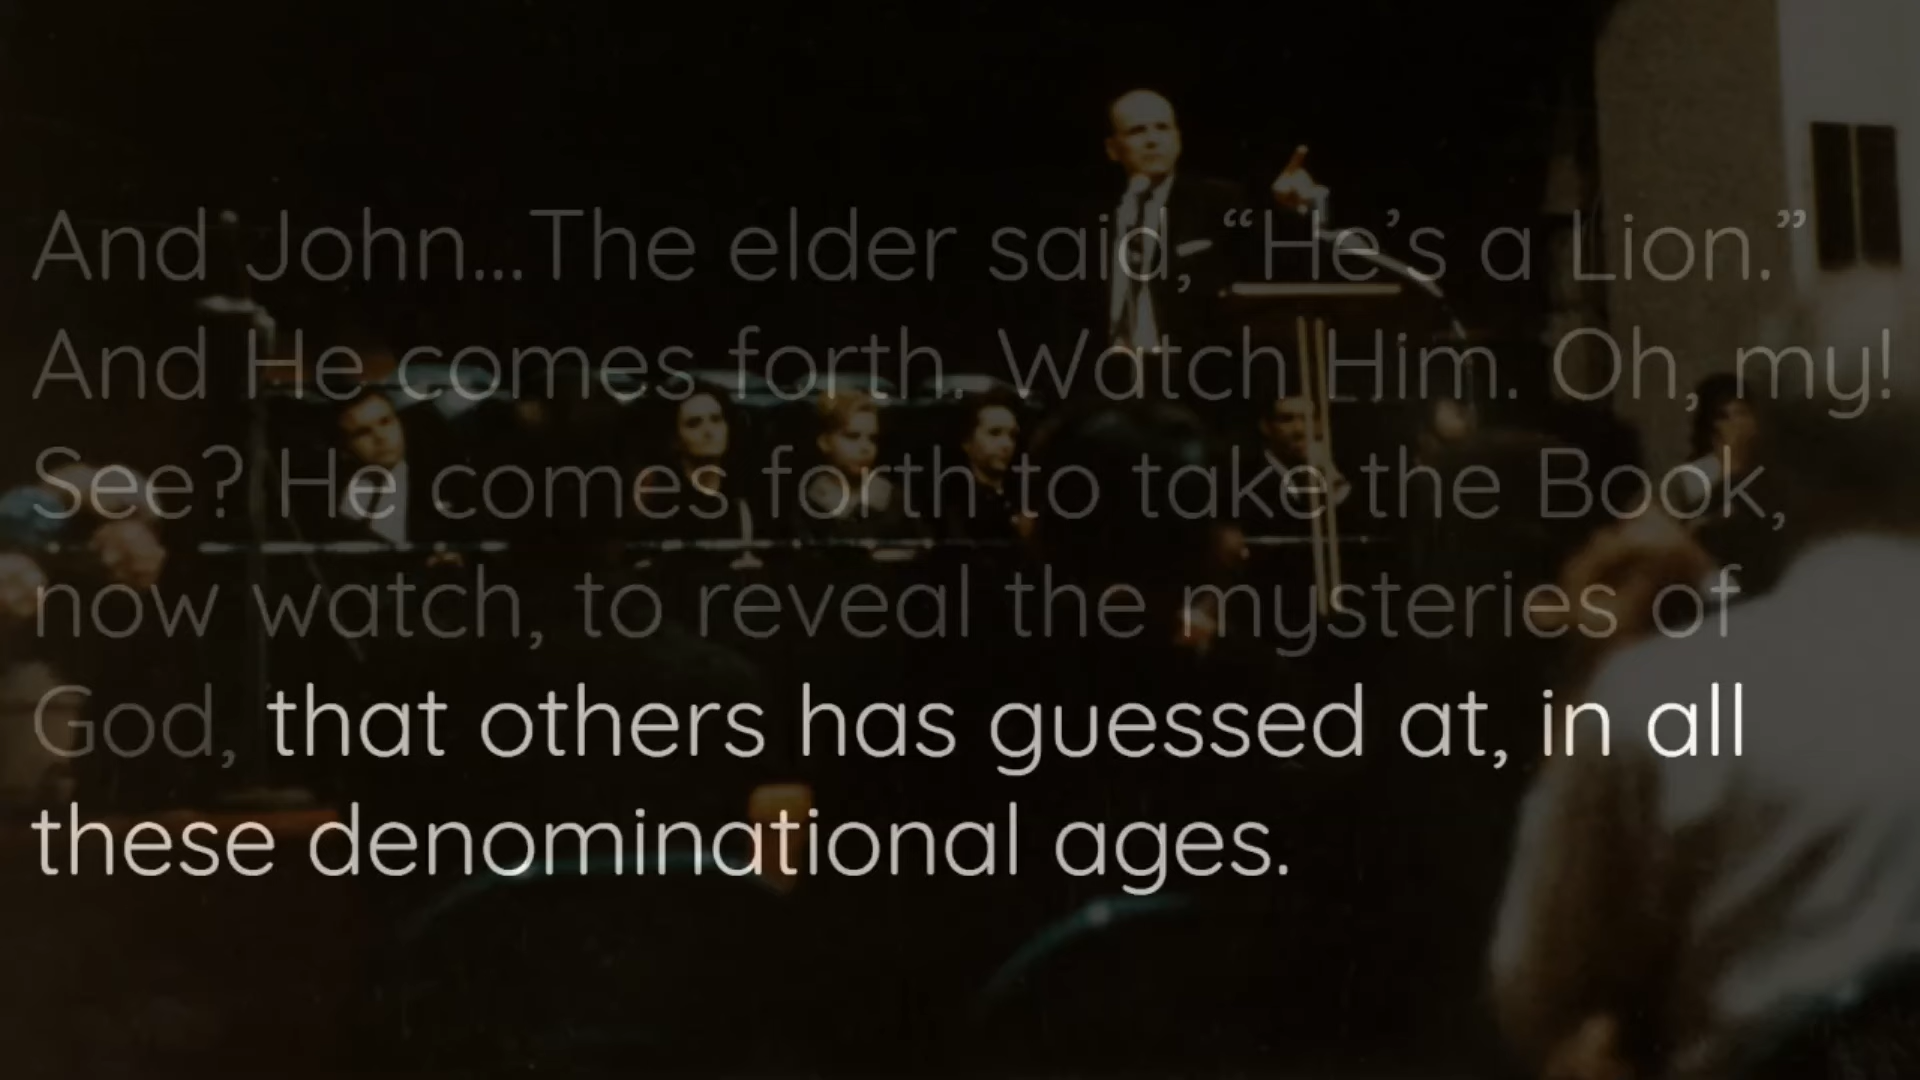 And John...The elder said, “He’s a Lion.”
And He comes forth. Watch Him. Oh, my!
See? He comes forth to take the Book,
now watch, to reveal the mysteries of
God, that others has guessed at, in all
these denominational ages.